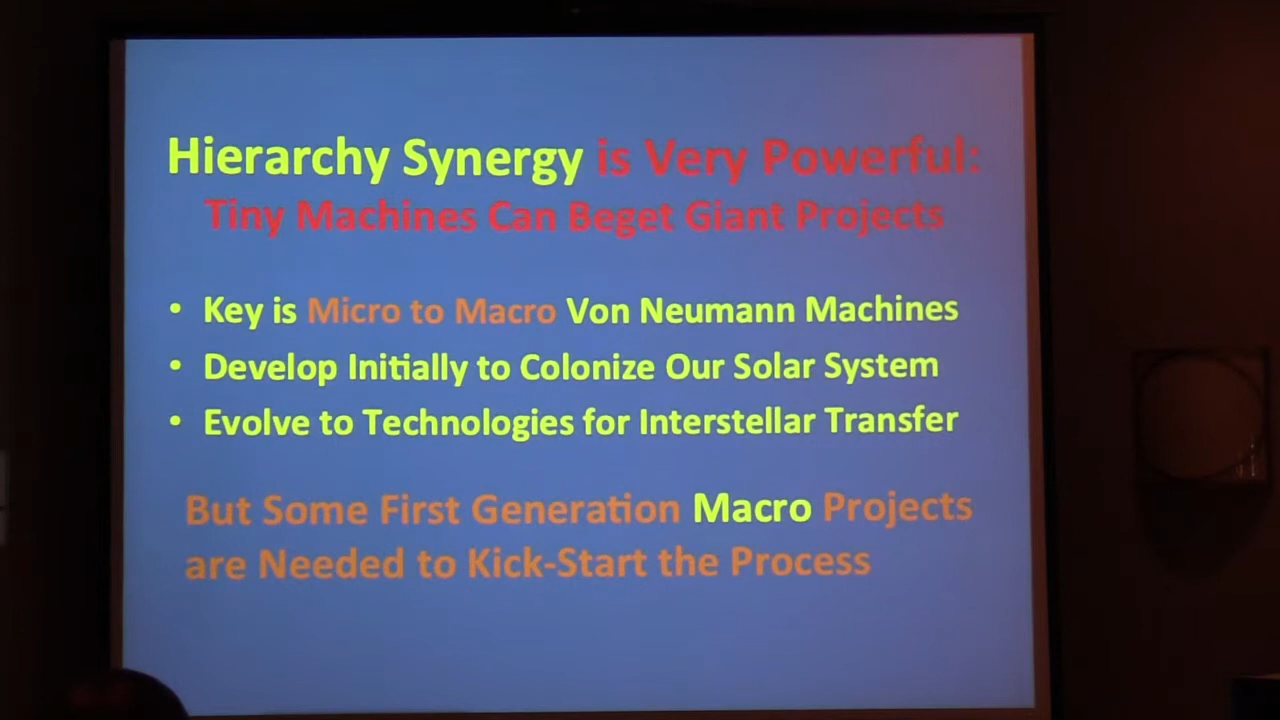 Hierarchy Synergy is Very Powerful:
Tiny Machines Can Beget Giant Projects
• Key is Micro to Macro Von Neumann Machines
• Develop Initially to Colonize Our Solar System
• Evolve to Technologies for Interstellar Transfer
But Some First Generation Macro Projects
are Needed to Kick-Start the Process